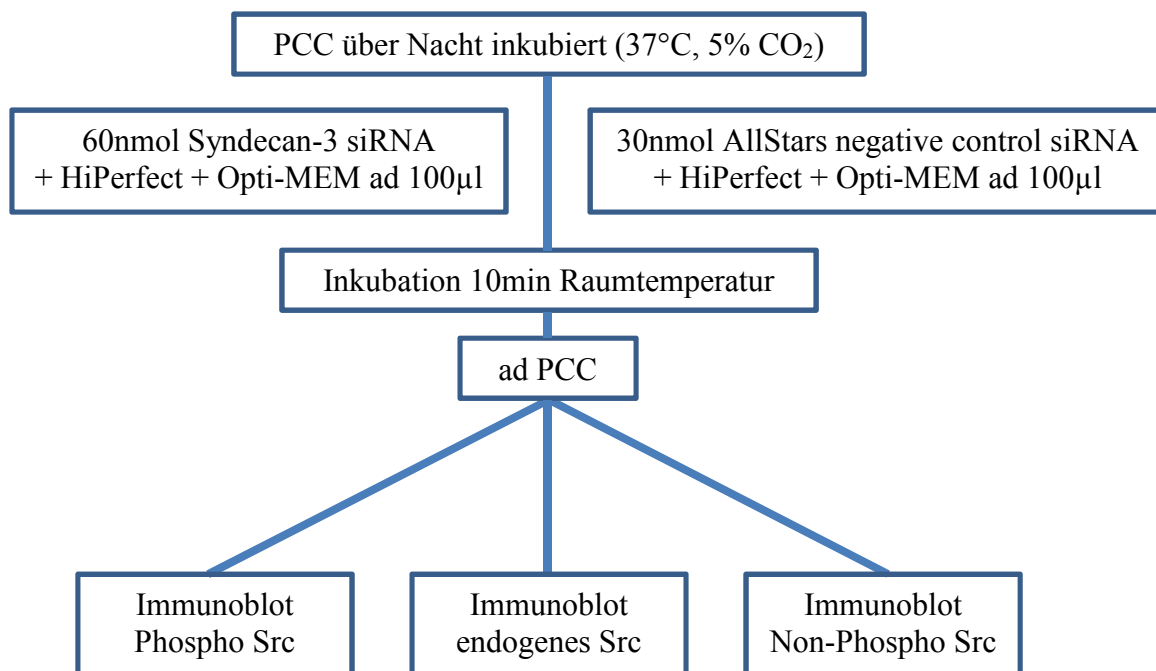 PCC über Nacht inkubiert (37°C, 5% CO₂)
60nmol Syndecan-3 siRNA
+ HiPerfect + Opti-MEM ad 100µl
30nmol AllStars negative control siRNA
+ HiPerfect + Opti-MEM ad 100µl
Inkubation 10min Raumtemperatur
ad PCC
Immunoblot
Phospho Src
Immunoblot
endogenes Src
Immunoblot
Non-Phospho Src